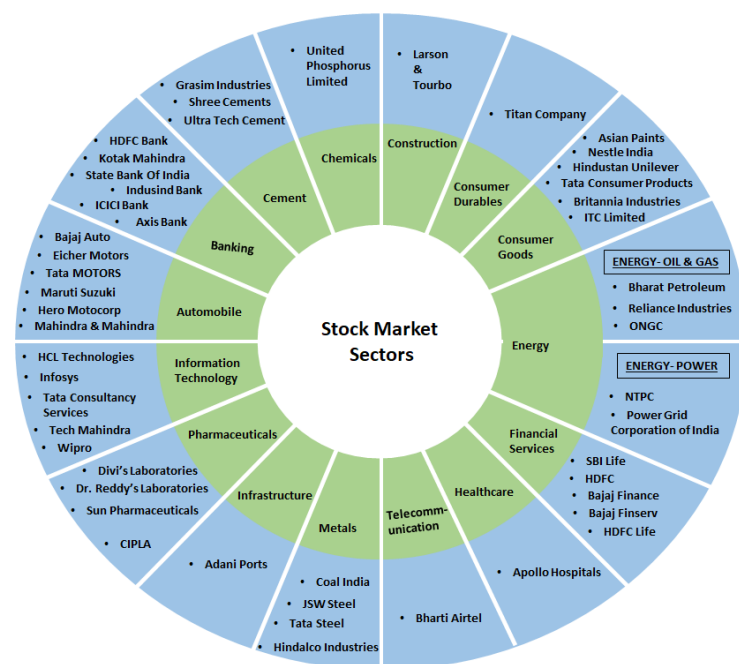 Stock Market
Sectors
Chemicals
• United
Phosphorus
Limited
Construction
• Larson
&
Tourbo
Consumer
Durables
• Titan Company
Consumer
Goods
• Asian Paints
• Nestle India
• Hindustan Unilever
• Tata Consumer Products
• Britannia Industries
• ITC Limited
Energy
ENERGY- OIL & GAS
• Bharat Petroleum
• Reliance Industries
• ONGC
ENERGY- POWER
• NTPC
• Power Grid
Corporation of India
Financial
Services
• SBI Life
• HDFC
• Bajaj Finance
• Bajaj Finserv
• HDFC Life
Healthcare
• Apollo Hospitals
Telecomm-
unication
• Bharti Airtel
Metals
• Coal India
• JSW Steel
• Tata Steel
• Hindalco Industries
Infrastructure
• Adani Ports
Pharmaceuticals
• Divi's Laboratories
• Dr. Reddy's Laboratories
• Sun Pharmaceuticals
• CIPLA
Information
Technology
• HCL Technologies
• Infosys
• Tata Consultancy
Services
• Tech Mahindra
• Wipro
Automobile
• Bajaj Auto
• Eicher Motors
• Tata MOTORS
• Maruti Suzuki
• Hero Motocorp
• Mahindra & Mahindra
Banking
• HDFC Bank
• Kotak Mahindra
• State Bank Of India
• Indusind Bank
• ICICI Bank
• Axis Bank
Cement
• Grasim Industries
• Shree Cements
• Ultra Tech Cement